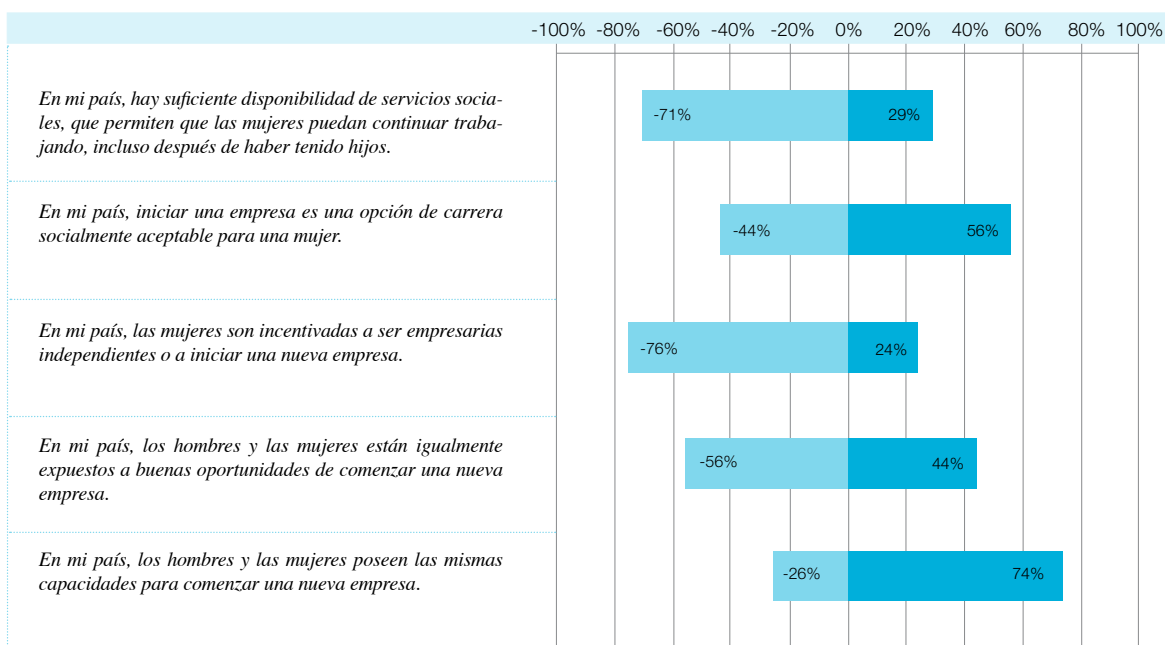 -100% -80% -60% -40% -20% 0% 20% 40% 60% 80% 100%
En mi país, hay suficiente disponibilidad de servicios socia-
les, que permiten que las mujeres puedan continuar traba-
jando, incluso después de haber tenido hijos.
-71% 29%
En mi país, iniciar una empresa es una opción de carrera
socialmente aceptable para una mujer.
-44% 56%
En mi país, las mujeres son incentivadas a ser empresarias
independientes o a iniciar una nueva empresa.
-76% 24%
En mi país, los hombres y las mujeres están igualmente
expuestos a buenas oportunidades de comenzar una nueva
empresa.
-56% 44%
En mi país, los hombres y las mujeres poseen las mismas
capacidades para comenzar una nueva empresa.
-26% 74%